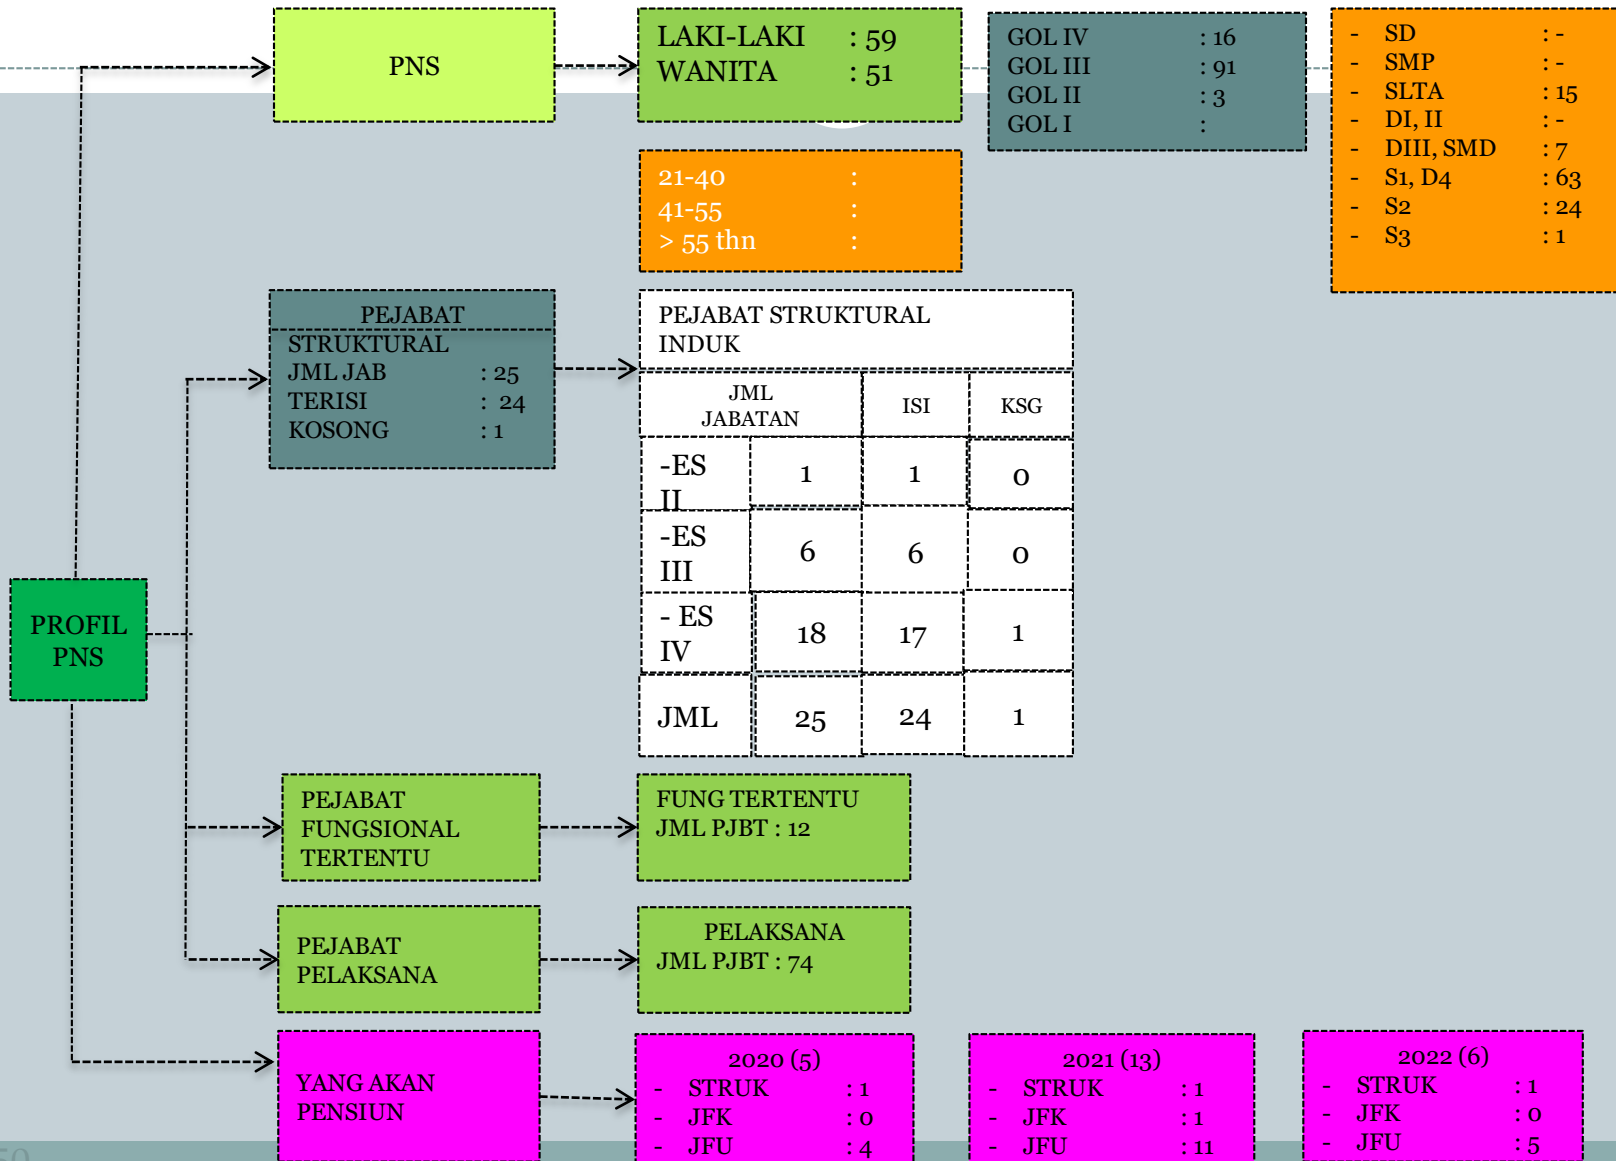 PNS
LAKI-LAKI : 59
WANITA : 51
GOL IV : 16
GOL III : 91
GOL II : 3
GOL I :
- SD : -
- SMP : -
- SLTA : 15
- DI, II : -
- DIII, SMD : 7
- S1, D4 : 63
- S2 : 24
- S3 : 1
21-40 :
41-55 :
> 55 thn :
PEJABAT
STRUKTURAL
JML JAB : 25
TERISI : 24
KOSONG : 1
PEJABAT STRUKTURAL
INDUK
JML
JABATAN
ISI
KSG
-ES
II
1
1
0
-ES
III
6
6
0
- ES
IV
18
17
1
JML
25
24
1
PROFIL
PNS
PEJABAT
FUNGSIONAL
TERTENTU
FUNG TERTENTU
JML PJBT : 12
PEJABAT
PELAKSANA
PELAKSANA
JML PJBT : 74
YANG AKAN
PENSIUN
2020 (5)
- STRUK : 1
- JFK : 0
- JFU : 4
2021 (13)
- STRUK : 1
- JFK : 1
- JFU : 11
2022 (6)
- STRUK : 1
- JFK : 0
- JFU : 5